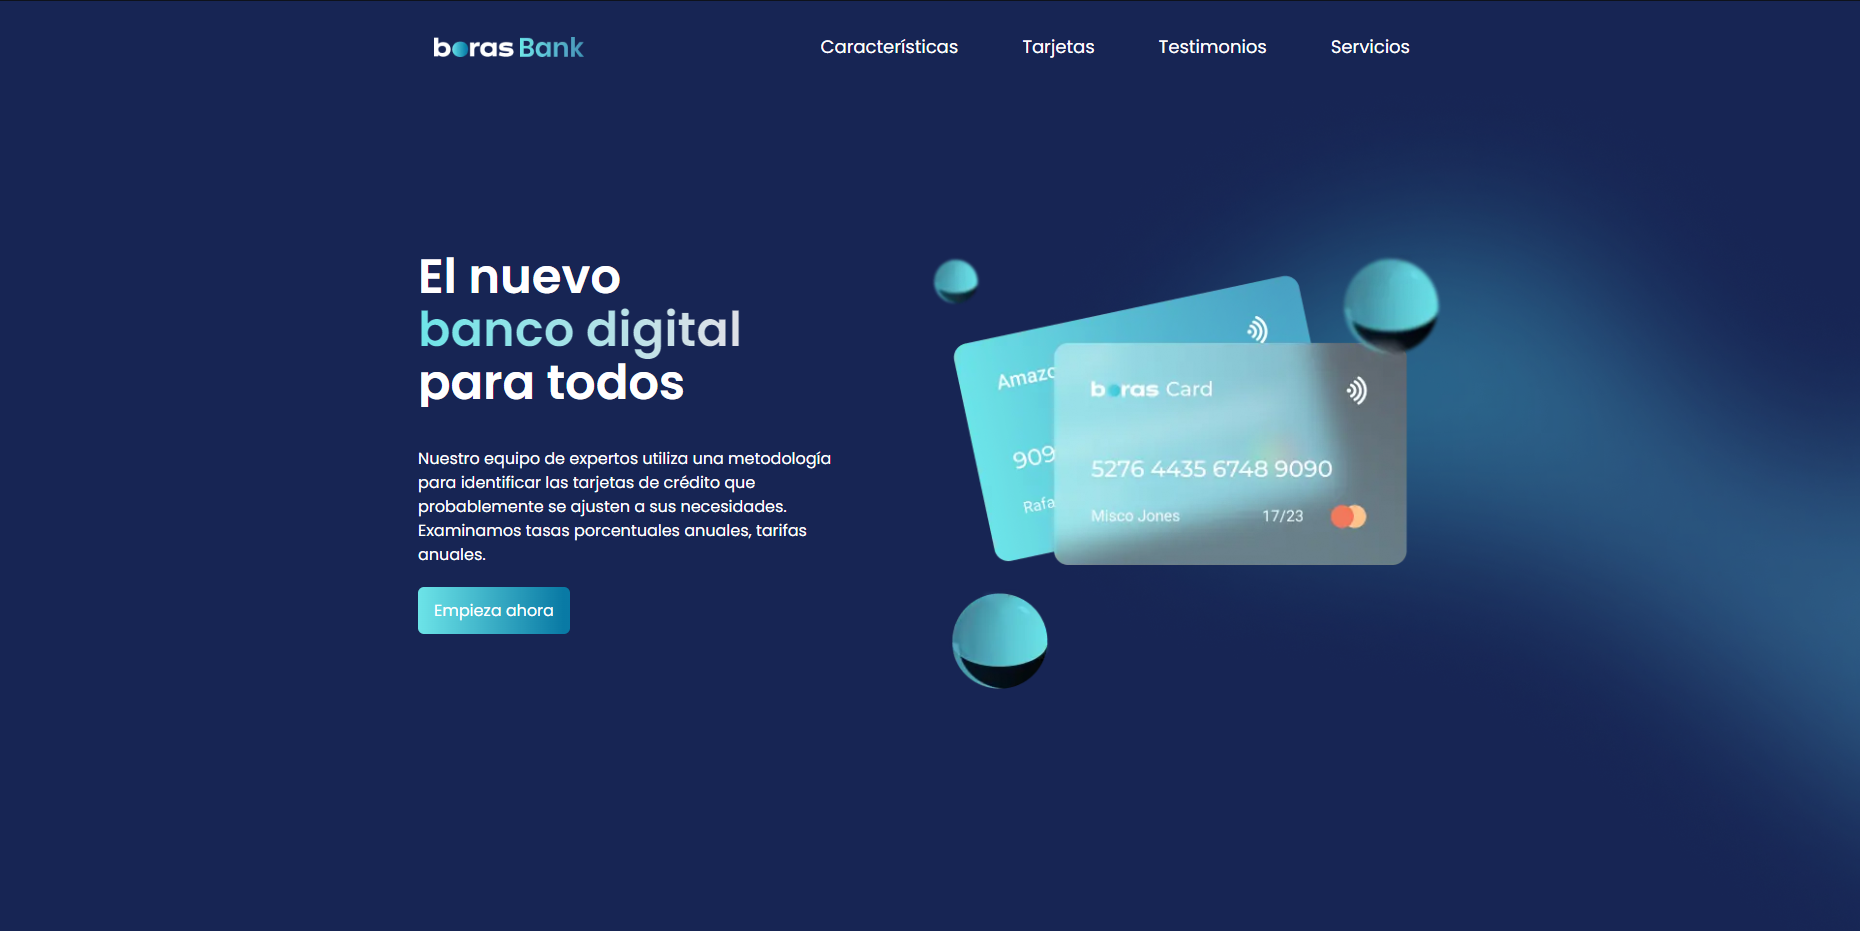 boras Bank
Características
Tarjetas
Testimonios
Servicios
El nuevo
banco digital
para todos
Nuestro equipo de expertos utiliza una metodología
para identificar las tarjetas de crédito que
probablemente se ajusten a sus necesidades.
Examinamos tasas porcentuales anuales, tarifas
anuales.
Empieza ahora
boras Card
5276 4435 6748 9090
Misco Jones
17/23
909